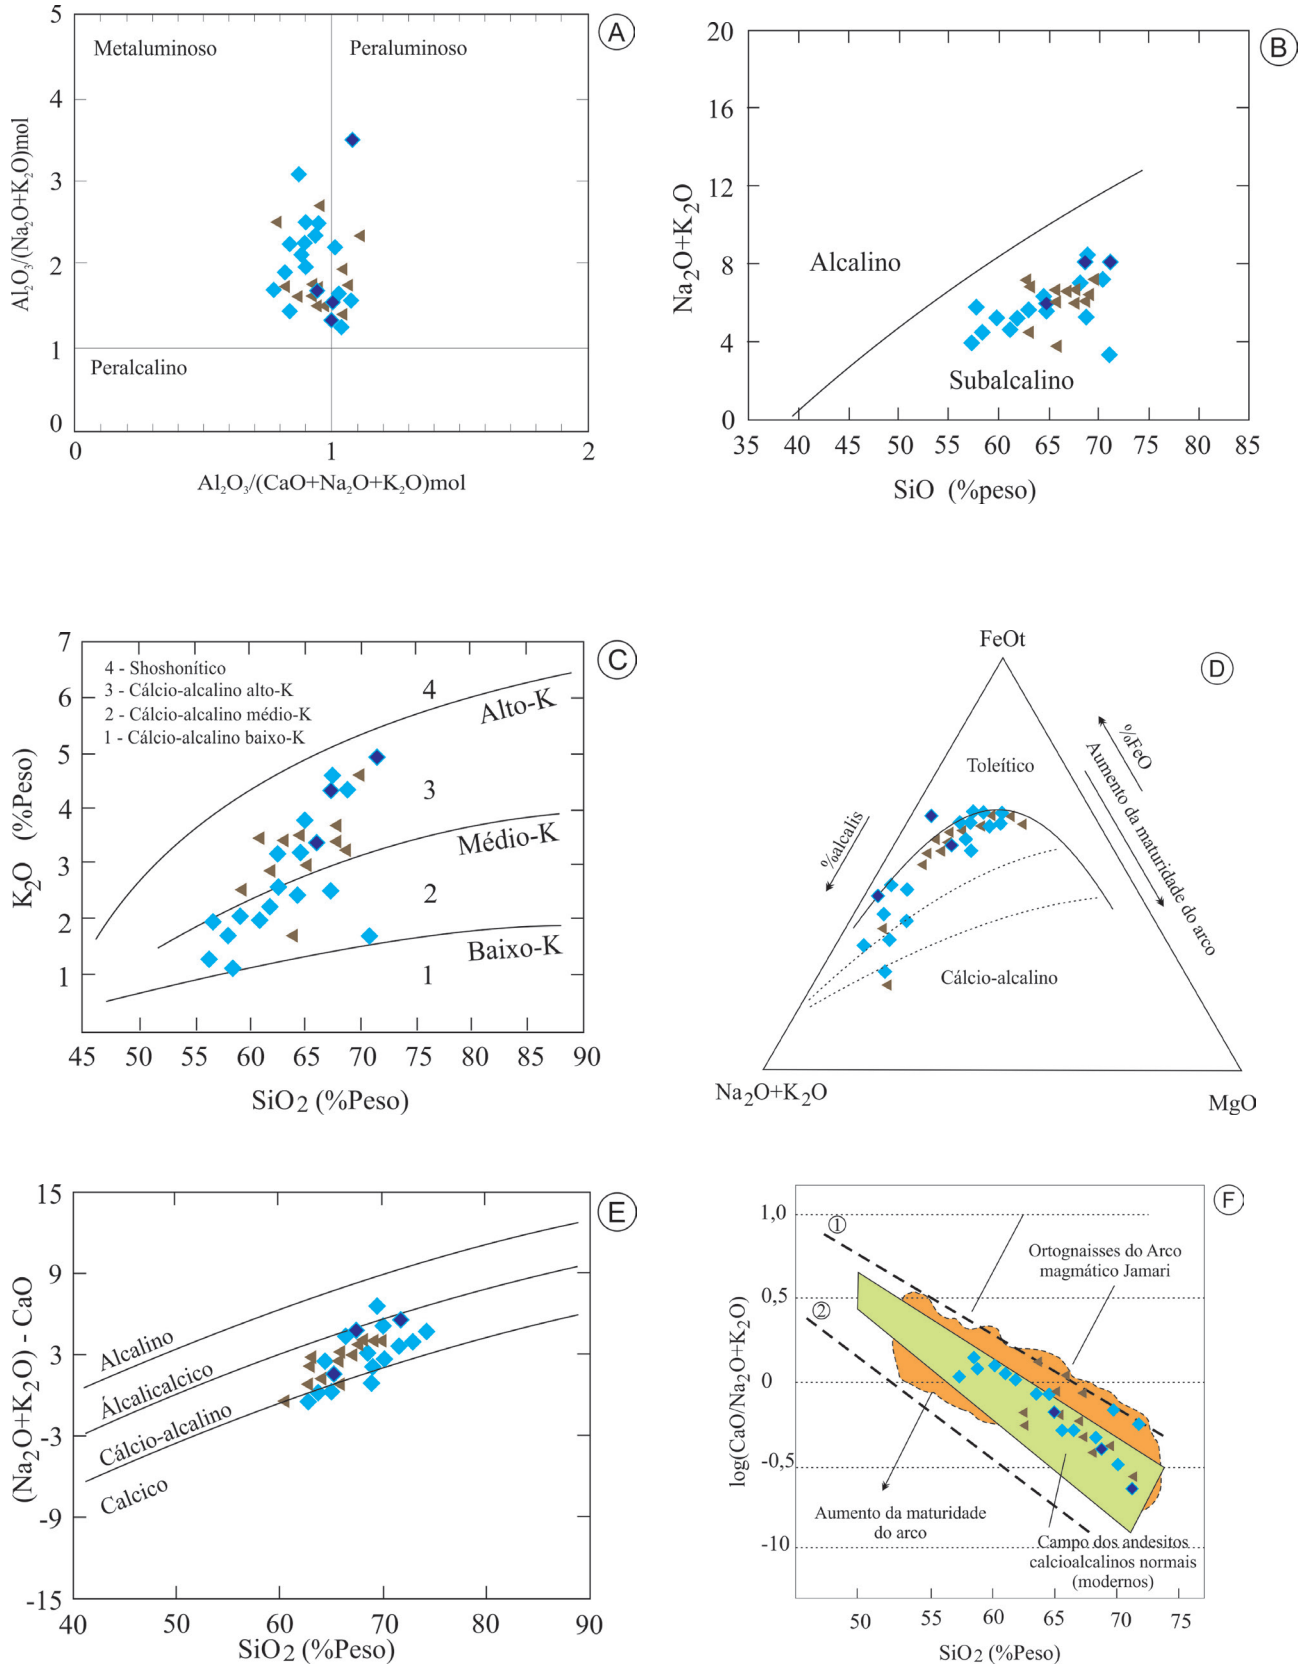 A
5
4
3
2
1
0
Metaluminoso
Peraluminoso
Peralcalino
Al2O3/(Na2O+K2O)mol
0
1
2
Al2O3/(CaO+Na2O+K2O)mol
B
20
16
12
8
4
0
Na2O+K2O
Alcalino
Subalcalino
35 40 45 50 55 60 65 70 75 80 85
SiO (%peso)
C
7
6
5
4
3
2
1
K2O (%Peso)
4 - Shoshonítico
3 - Cálcio-alcalino alto-K
2 - Cálcio-alcalino médio-K
1 - Cálcio-alcalino baixo-K
4
Alto-K
3
Médio-K
2
Baixo-K
1
45 50 55 60 65 70 75 80 85 90
SiO2 (%Peso)
D
FeOt
Toleítico
%FeO
Aumento da maturidade do arco
%alcalis
Cálcio-alcalino
Na2O+K2O
MgO
E
15
9
3
-3
-9
-15
(Na2O+K2O) - CaO
Alcalino
Álcalicalcico
Cálcio-alcalino
Calcico
40 50 60 70 80 90
SiO2 (%Peso)
F
1,0
0,5
0
-0,5
-10
log(CaO/Na2O+K2O)
1
2
Ortognaisses do Arco
magmático Jamari
Aumento da maturidade
do arco
Campo dos andesitos
calcioalcalinos normais
(modernos)
50 55 60 65 70 75
SiO2 (%Peso)